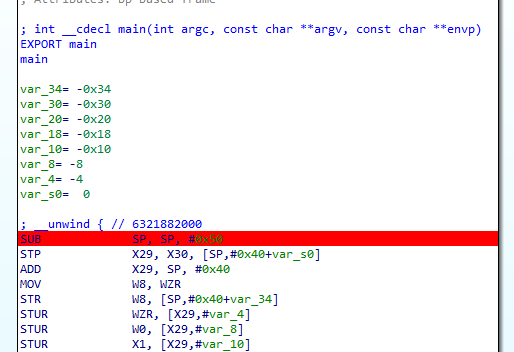 ; Attributes: bp-based frame
; int __cdecl main(int argc, const char **argv, const char **envp)
EXPORT main
main
var_34= -0x34
var_30= -0x30
var_20= -0x20
var_18= -0x18
var_10= -0x10
var_8= -8
var_4= -4
var_s0= 0
; __unwind { // 6321882000
SUB SP, SP, #0x50
STP X29, X30, [SP,#0x40+var_s0]
ADD X29, SP, #0x40
MOV W8, WZR
STR W8, [SP,#0x40+var_34]
STUR WZR, [X29,#var_4]
STUR W0, [X29,#var_8]
STUR X1, [X29,#var_10]